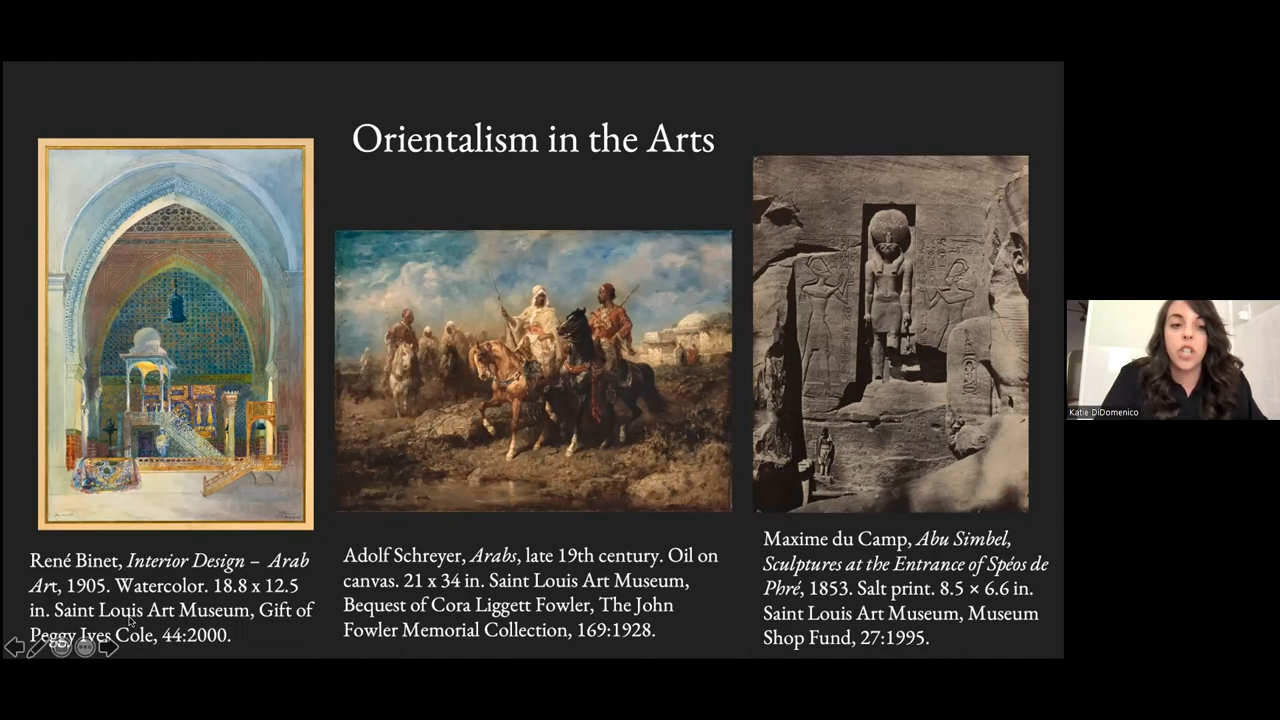 Orientalism in the Arts
René Binet, Interior Design – Arab
Art, 1905. Watercolor. 18.8 x 12.5
in. Saint Louis Art Museum, Gift of
Peggy Ives Cole, 44:2000.
Adolf Schreyer, Arabs, late 19th century. Oil on
canvas. 21 x 34 in. Saint Louis Art Museum,
Bequest of Cora Liggett Fowler, The John
Fowler Memorial Collection, 169:1928.
Maxime du Camp, Abu Simbel,
Sculptures at the Entrance of Spéos de
Phré, 1853. Salt print. 8.5 × 6.6 in.
Saint Louis Art Museum, Museum
Shop Fund, 27:1995.
Katie DiDomenico